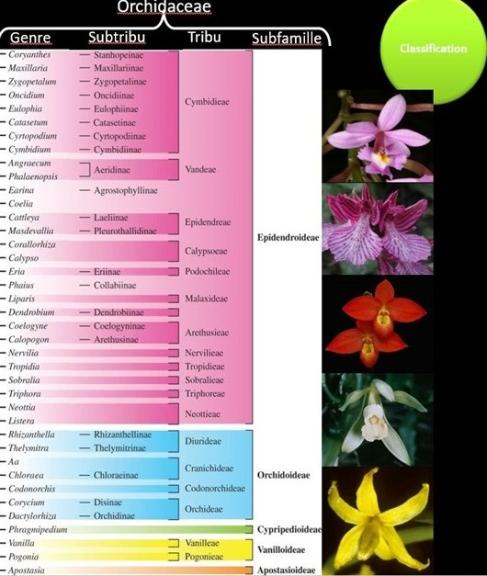 Orchidaceae
Classification
Genre Subtribu Tribu Subfamille
Coryanthes Stanhopeinae
Maxillaria Maxillariinae
Zygopetalum Zygopetalinae
Oncidium Oncidiinae Cymbidieae
Eulophia Eulophiinae
Catasetum Catasetinae
Cyrtopodium Cyrtopodiinae
Cymbidium Cymbidiinae
Angraecum Aeridinae Vandeae
Phalaenopsis
Earina Agrostophyllinae
Coelia
Cattleya Laeliinae Epidendreae
Masdevallia Pleurothallidinae
Epidendroideae
Corallorhiza Calypsoeae
Calypso
Eria Eriinae Podochileae
Phaius Collabiinae
Liparis Malaxideae
Dendrobium Dendrobiinae
Coelogyne Coelogyninae Arethusieae
Calopogon Arethusinae
Nervilia Nervilieae
Tropidia Tropidieae
Sobralia Sobralieae
Triphora Triphoreae
Neottia Neottieae
Listera
Rhizanthella Rhizanthellinae Diurideae
Thelymitra Thelymitrinae
Aa Cranichideae
Chloraea Chloraeinae Orchidoideae
Codonorchis Codonorchideae
Corycium Disinae Orchideae
Dactylorhiza Orchidinae
Phragmipedium Cypripedioideae
Vanilla Vanilleae Vanilloideae
Pogonia Pogonieae
Apostasia Apostasioideae